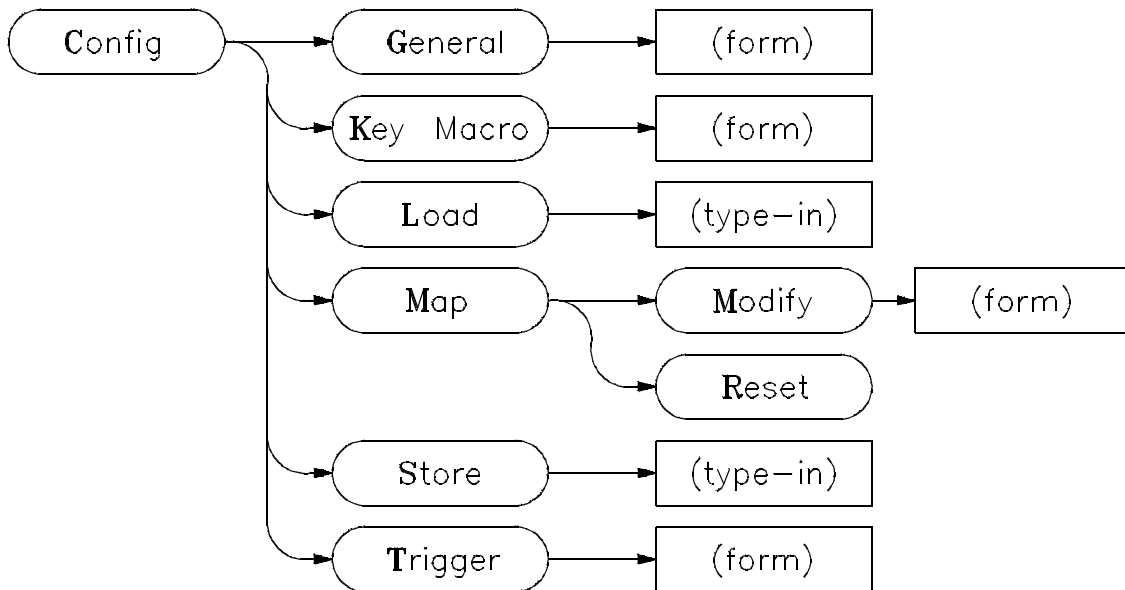 Config
General
(form)
Key Macro
(form)
Load
(type-in)
Map
Modify
(form)
Reset
Store
(type-in)
Trigger
(form)